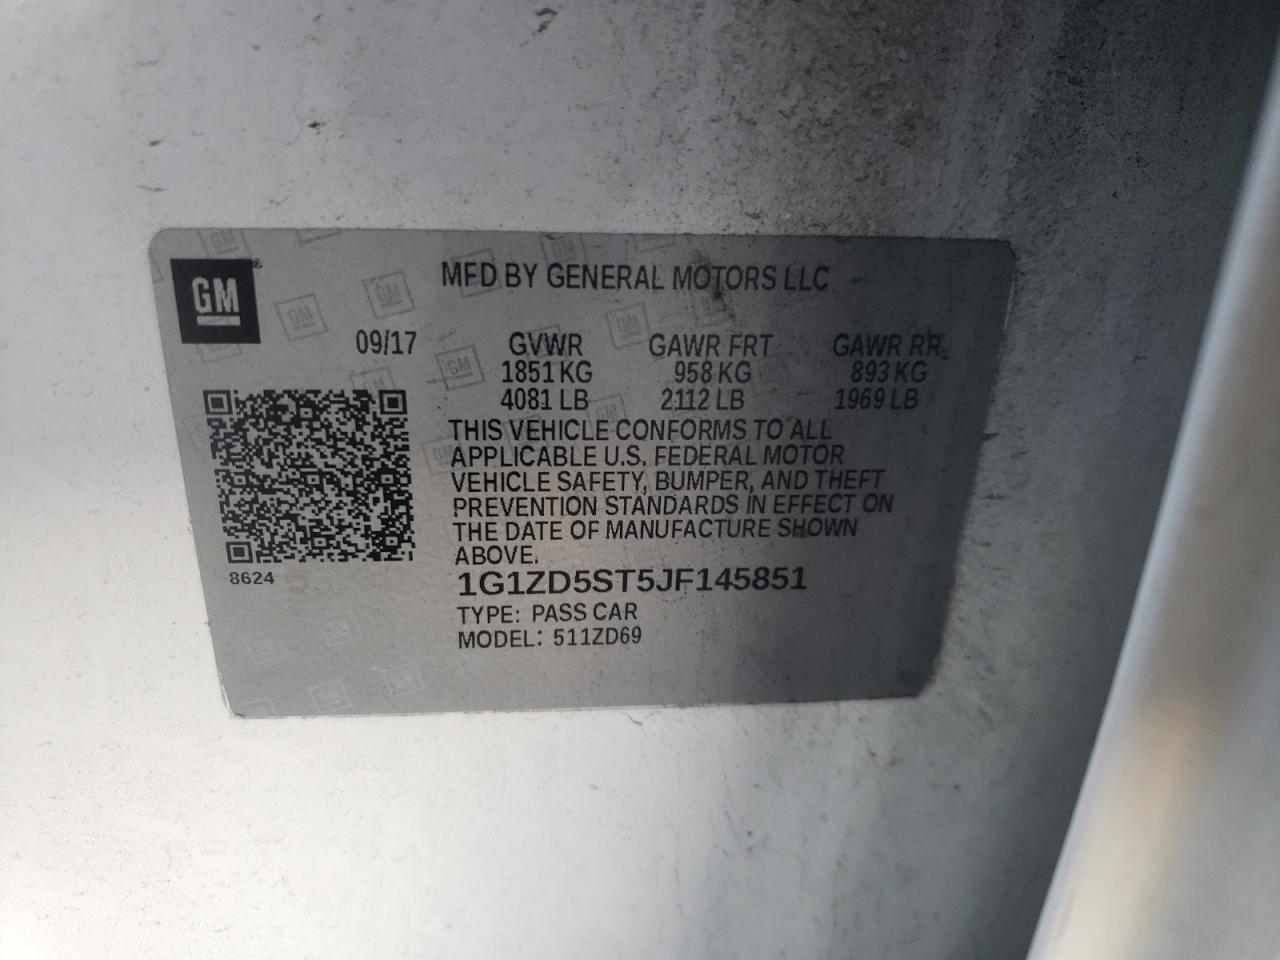 GM
MFD BY GENERAL MOTORS LLC
09/17 GVWR GAWR FRT GAWR RR
1851 KG 958 KG 893 KG
4081 LB 2112 LB 1969 LB
THIS VEHICLE CONFORMS TO ALL
APPLICABLE U.S. FEDERAL MOTOR
VEHICLE SAFETY, BUMPER, AND THEFT
PREVENTION STANDARDS IN EFFECT ON
THE DATE OF MANUFACTURE SHOWN
ABOVE.
8624
1G1ZD5ST5JF145851
TYPE: PASS CAR
MODEL: 511ZD69